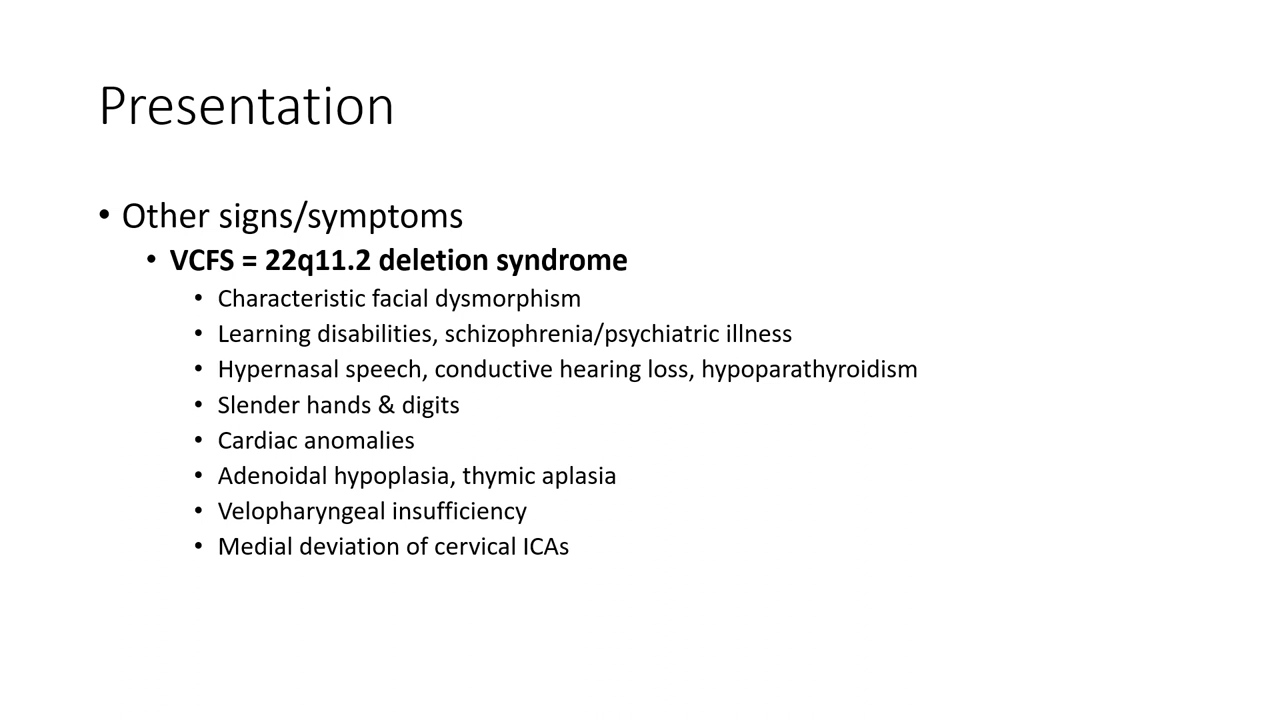 Presentation
• Other signs/symptoms
• VCFS = 22q11.2 deletion syndrome
• Characteristic facial dysmorphism
• Learning disabilities, schizophrenia/psychiatric illness
• Hypernasal speech, conductive hearing loss, hypoparathyroidism
• Slender hands & digits
• Cardiac anomalies
• Adenoidal hypoplasia, thymic aplasia
• Velopharyngeal insufficiency
• Medial deviation of cervical ICAs